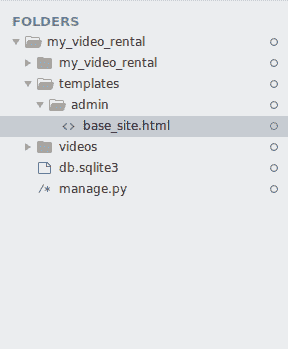 FOLDERS
my_video_rental
my_video_rental
templates
admin
<> base_site.html
videos
db.sqlite3
/* manage.py